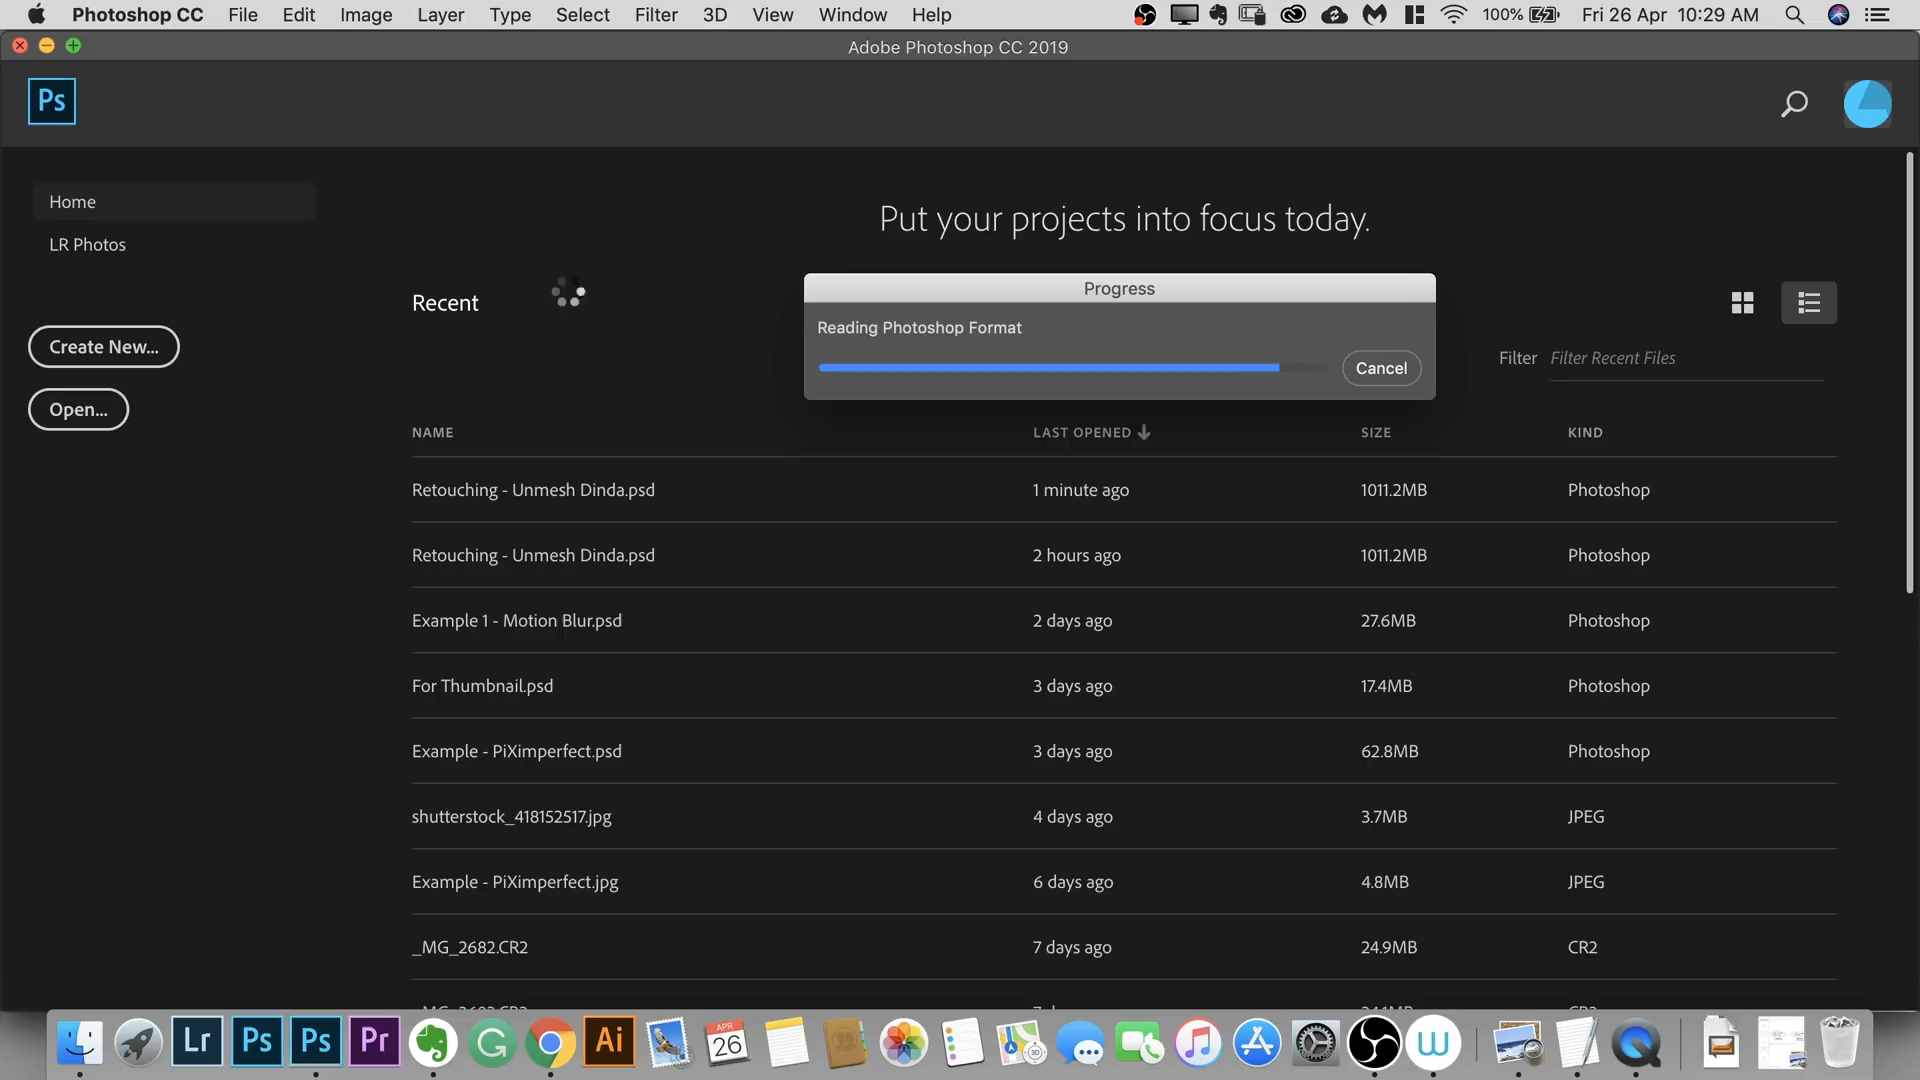 Photoshop CC File Edit Image Layer Type Select Filter 3D View Window Help 100% Fri 26 Apr 10:29 AM
Adobe Photoshop CC 2019
Ps
Home
LR Photos
Create New...
Open...
Put your projects into focus today.
Recent
Progress
Reading Photoshop Format
Cancel
Filter Filter Recent Files
NAME LAST OPENED SIZE KIND
Retouching - Unmesh Dinda.psd 1 minute ago 1011.2MB Photoshop
Retouching - Unmesh Dinda.psd 2 hours ago 1011.2MB Photoshop
Example 1 - Motion Blur.psd 2 days ago 27.6MB Photoshop
For Thumbnail.psd 3 days ago 17.4MB Photoshop
Example - PiXimperfect.psd 3 days ago 62.8MB Photoshop
shutterstock_418152517.jpg 4 days ago 3.7MB JPEG
Example - PiXimperfect.jpg 6 days ago 4.8MB JPEG
_MG_2682.CR2 7 days ago 24.9MB CR2
Lr Ps Ps Pr G Ai APR 26 3D W